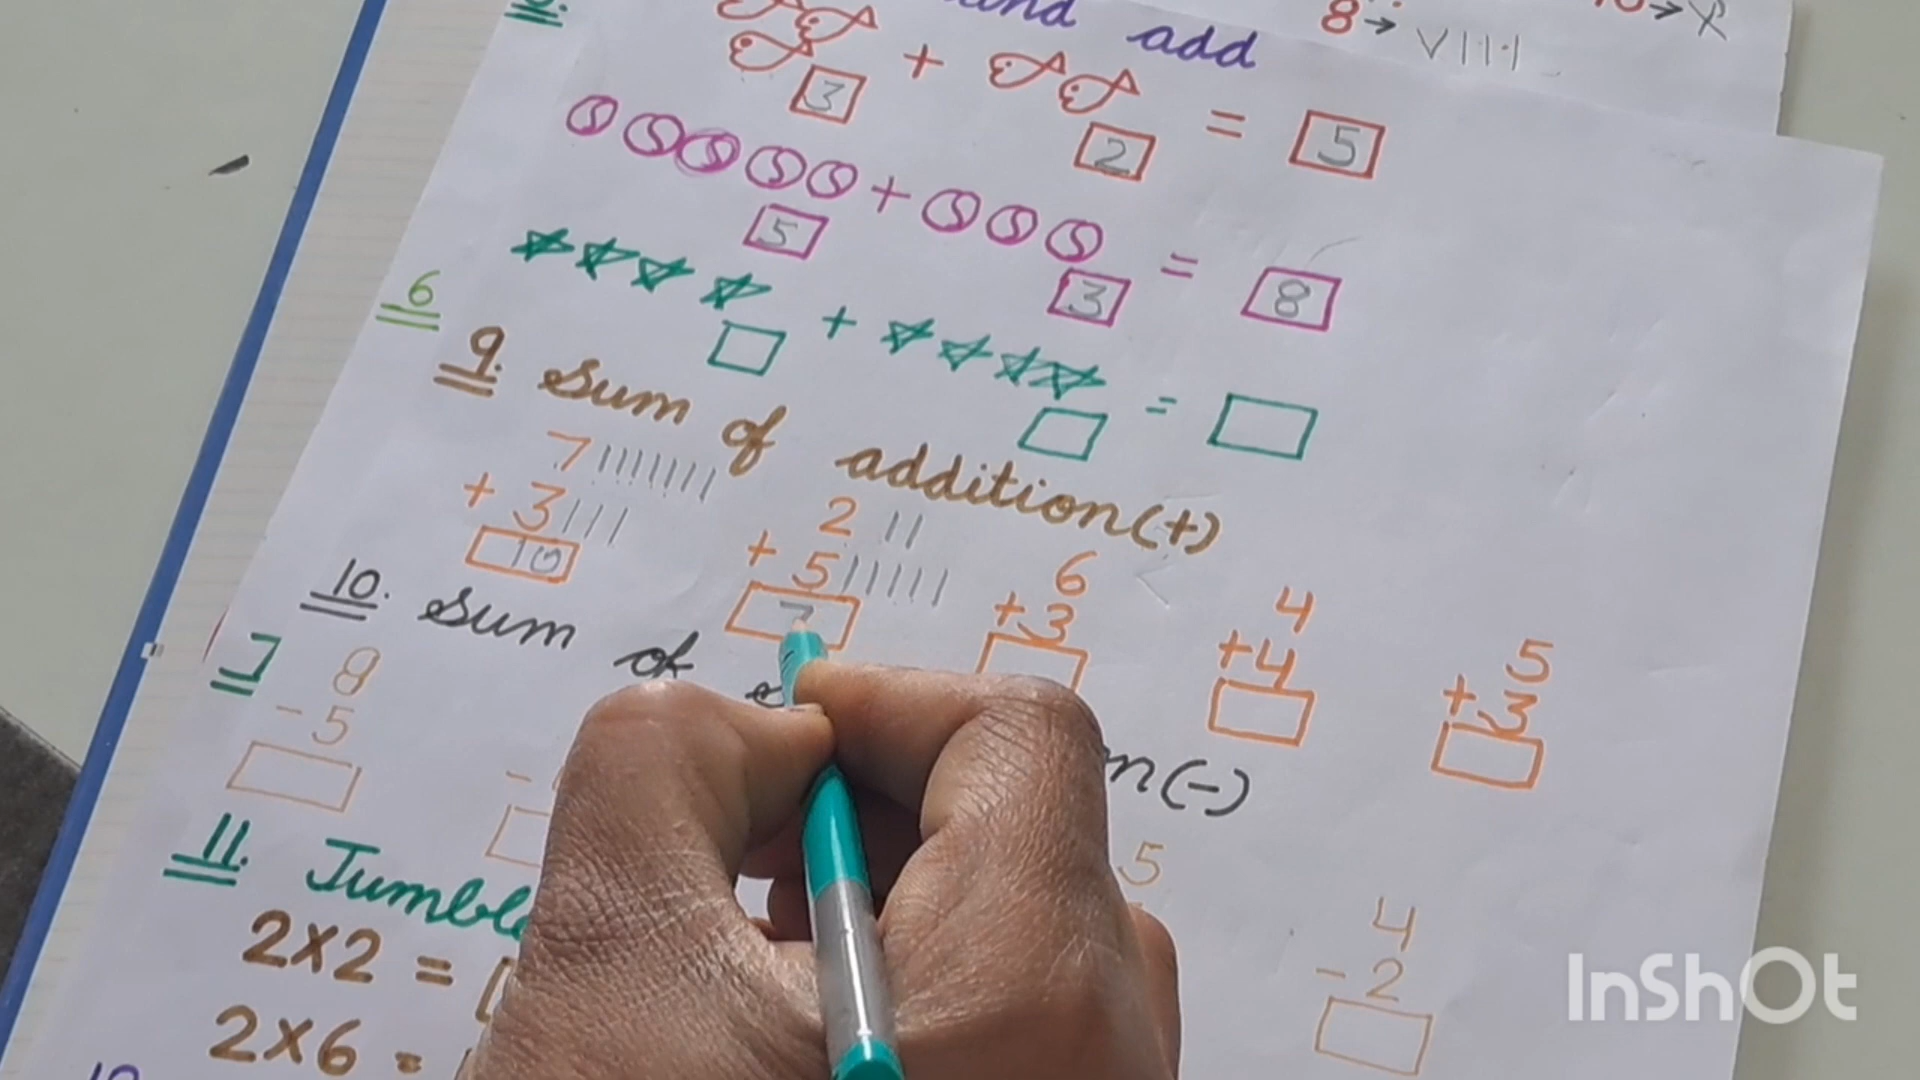 and add
8→ VIII
+ =
3 2 5
+ =
5 3 8
6
+ =
9. Sum of addition(+)
7 2 6 4 5
+ 3 + 5 +3 +4 + 3
10 7
10. Sum of
n(-)
7 8 5 4
- 5 - - 2
11. Jumble
2×2 =
2×6 =
InShOt